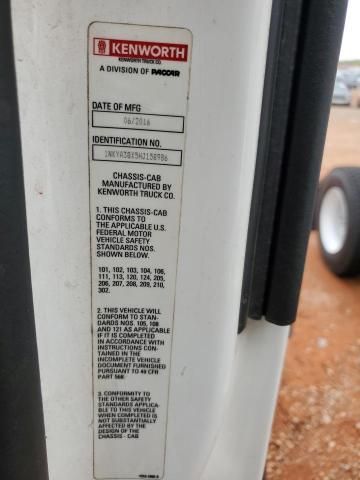 KENWORTH
KENWORTH TRUCK CO.
A DIVISION OF PACCAR
DATE OF MFG
06/2016
IDENTIFICATION NO.
CHASSIS-CAB
MANUFACTURED BY
KENWORTH TRUCK CO.
1. THIS CHASSIS-CAB
CONFORMS TO
THE APPLICABLE U.S.
FEDERAL MOTOR
VEHICLE SAFETY
STANDARDS NOS.
SHOWN BELOW.
101, 102, 103, 104, 106,
111, 113, 120, 124, 205,
206, 207, 208, 209, 210,
302.
2. THIS VEHICLE WILL
CONFORM TO STAN-
DARDS NOS. 105, 108
AND 121 AS APPLICABLE
IF IT IS COMPLETED
IN ACCORDANCE WITH
INSTRUCTIONS CON-
TAINED IN THE
INCOMPLETE VEHICLE
DOCUMENT FURNISHED
PURSUANT TO 49 CFR
PART 568
3. CONFORMITY TO
THE OTHER SAFETY
STANDARDS APPLICA-
BLE TO THIS VEHICLE
WHEN COMPLETED IS
NOT SUBSTANTIALLY
AFFECTED BY THE
DESIGN OF THE
CHASSIS - CAB